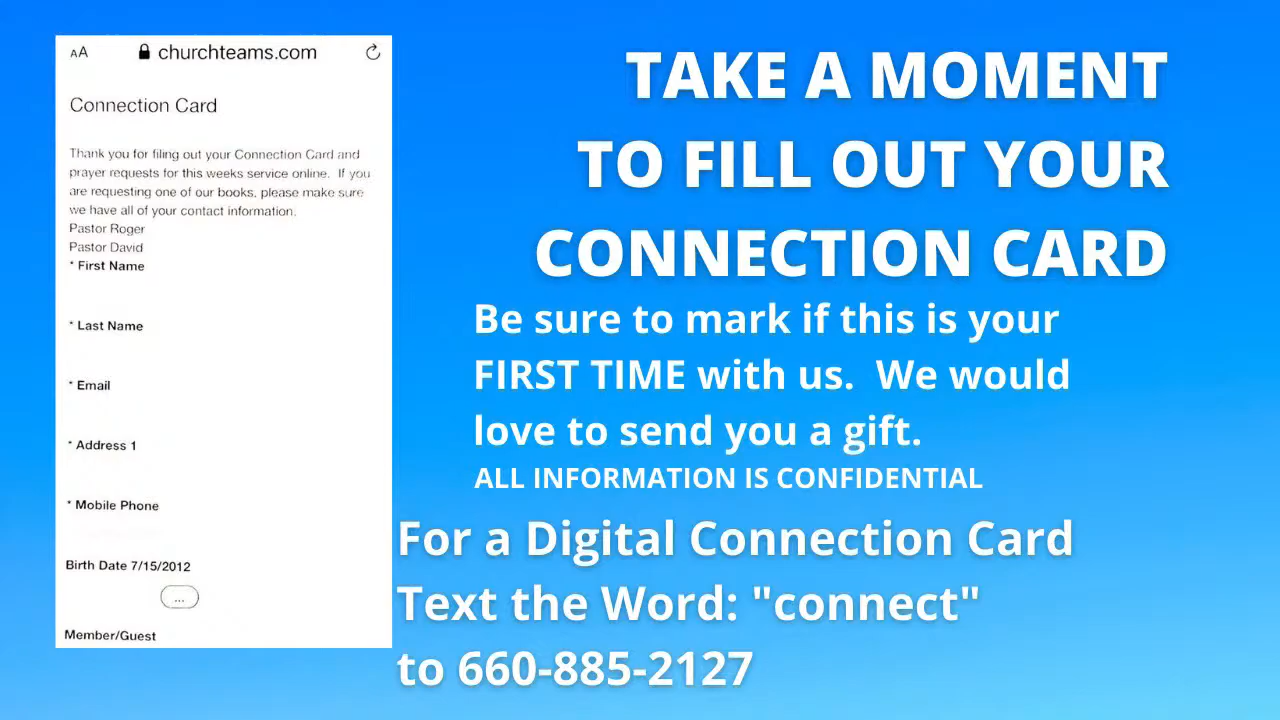 AA churchteams.com
Connection Card
Thank you for filing out your Connection Card and
prayer requests for this weeks service online. If you
are requesting one of our books, please make sure
we have all of your contact information.
Pastor Roger
Pastor David
* First Name
* Last Name
* Email
* Address 1
* Mobile Phone
Birth Date 7/15/2012
...
Member/Guest
TAKE A MOMENT
TO FILL OUT YOUR
CONNECTION CARD
Be sure to mark if this is your
FIRST TIME with us. We would
love to send you a gift.
ALL INFORMATION IS CONFIDENTIAL
For a Digital Connection Card
Text the Word: "connect"
to 660-885-2127